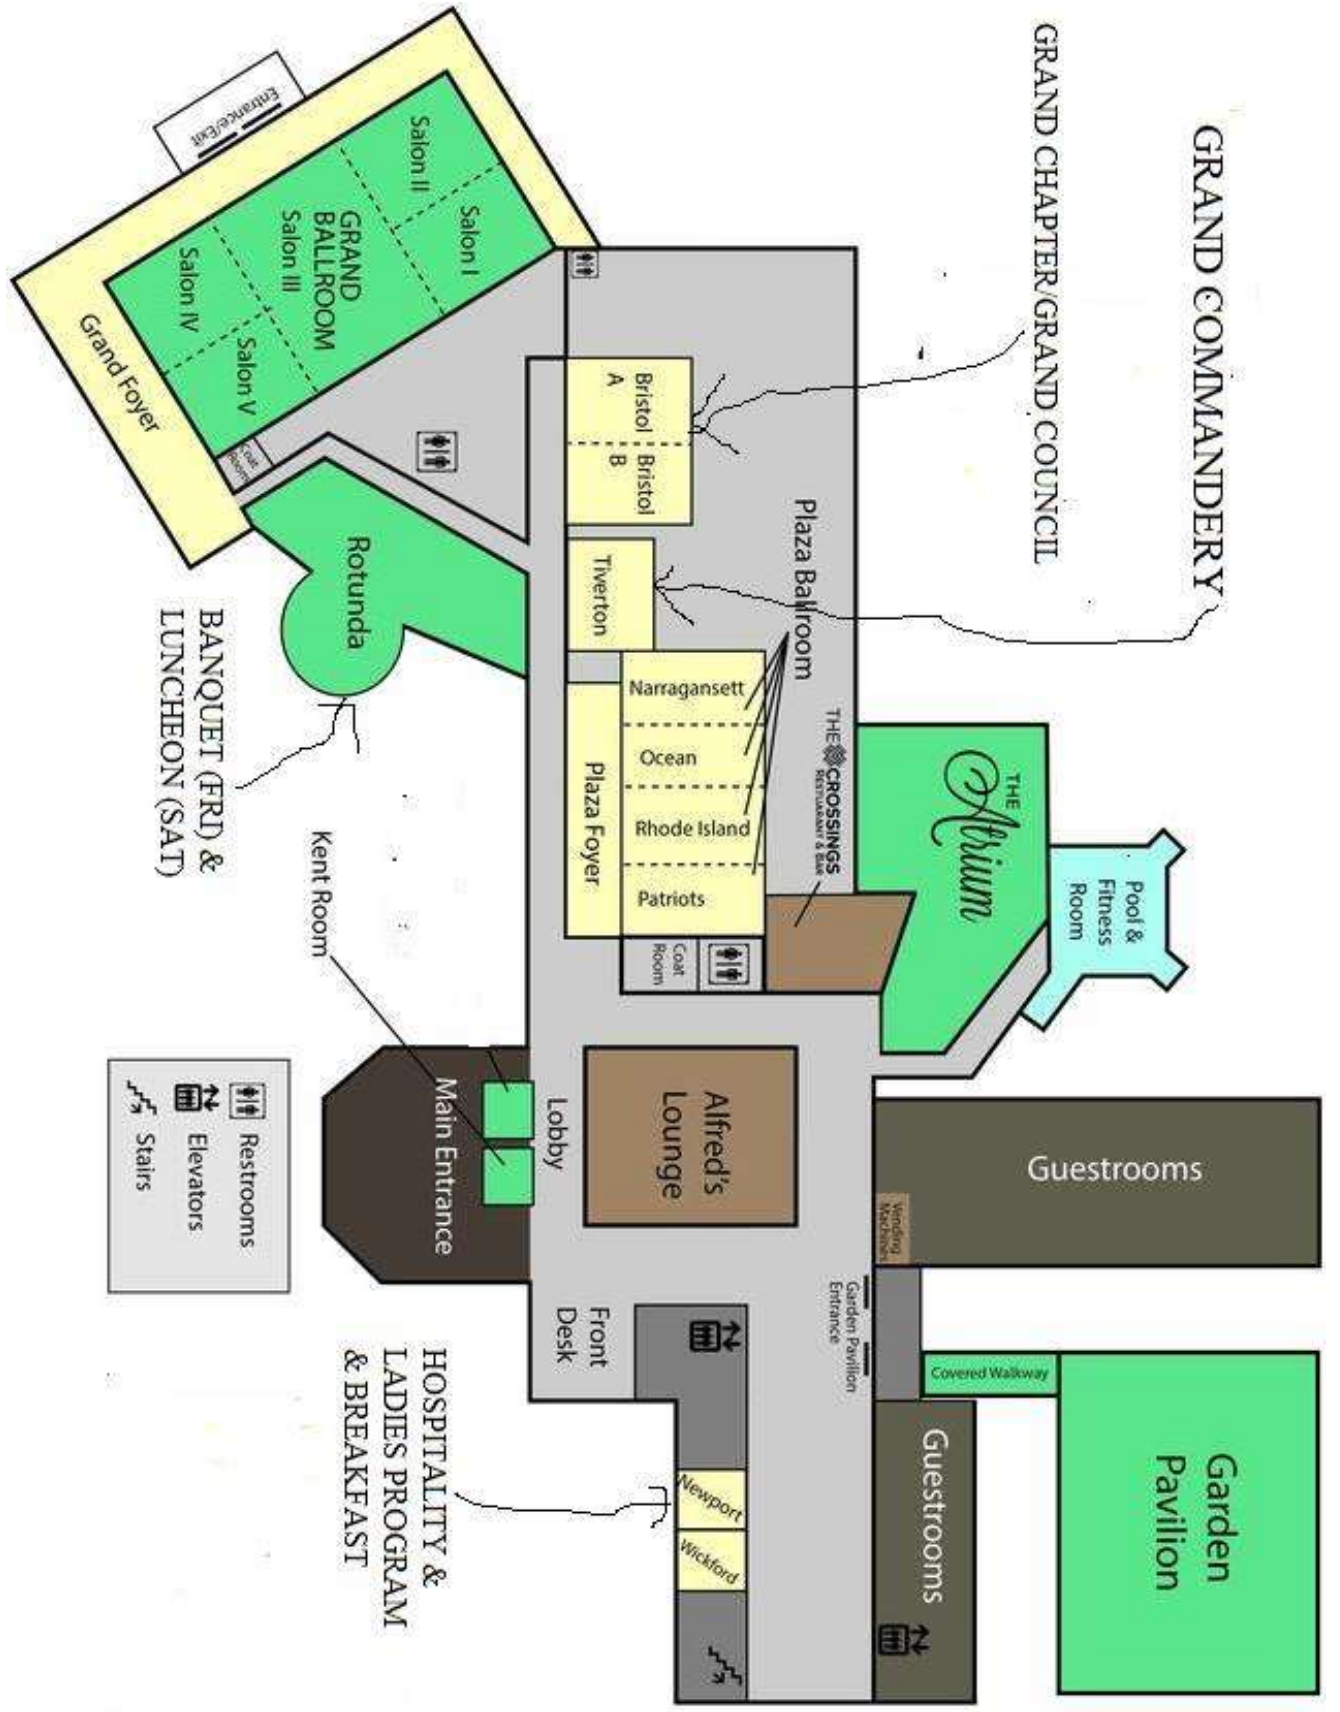 GRAND COMMANDERY
GRAND CHAPTER/GRAND COUNCIL
Garden
Pavilion
Covered Walkway
Guestrooms
Guestrooms
Vending
Machines
Garden Pavilion
Entrance
Pool &
Fitness
Room
THE
Atrium
THE CROSSINGS
RESTUARANT & BAR
Plaza Ballroom
Bristol
A
Bristol
B
Tiverton
Narragansett
Ocean
Rhode Island
Patriots
Plaza Foyer
Coat
Room
Alfred's
Lounge
Lobby
Front
Desk
Newport
Wickford
Main Entrance
Kent Room
Entrance/Exit
Salon II
Salon I
GRAND
BALLROOM
Salon III
Salon IV
Salon V
Grand Foyer
Coat
Room
Rotunda
BANQUET (FRI) &
LUNCHEON (SAT)
HOSPITALITY &
LADIES PROGRAM
& BREAKFAST
Restrooms
Elevators
Stairs